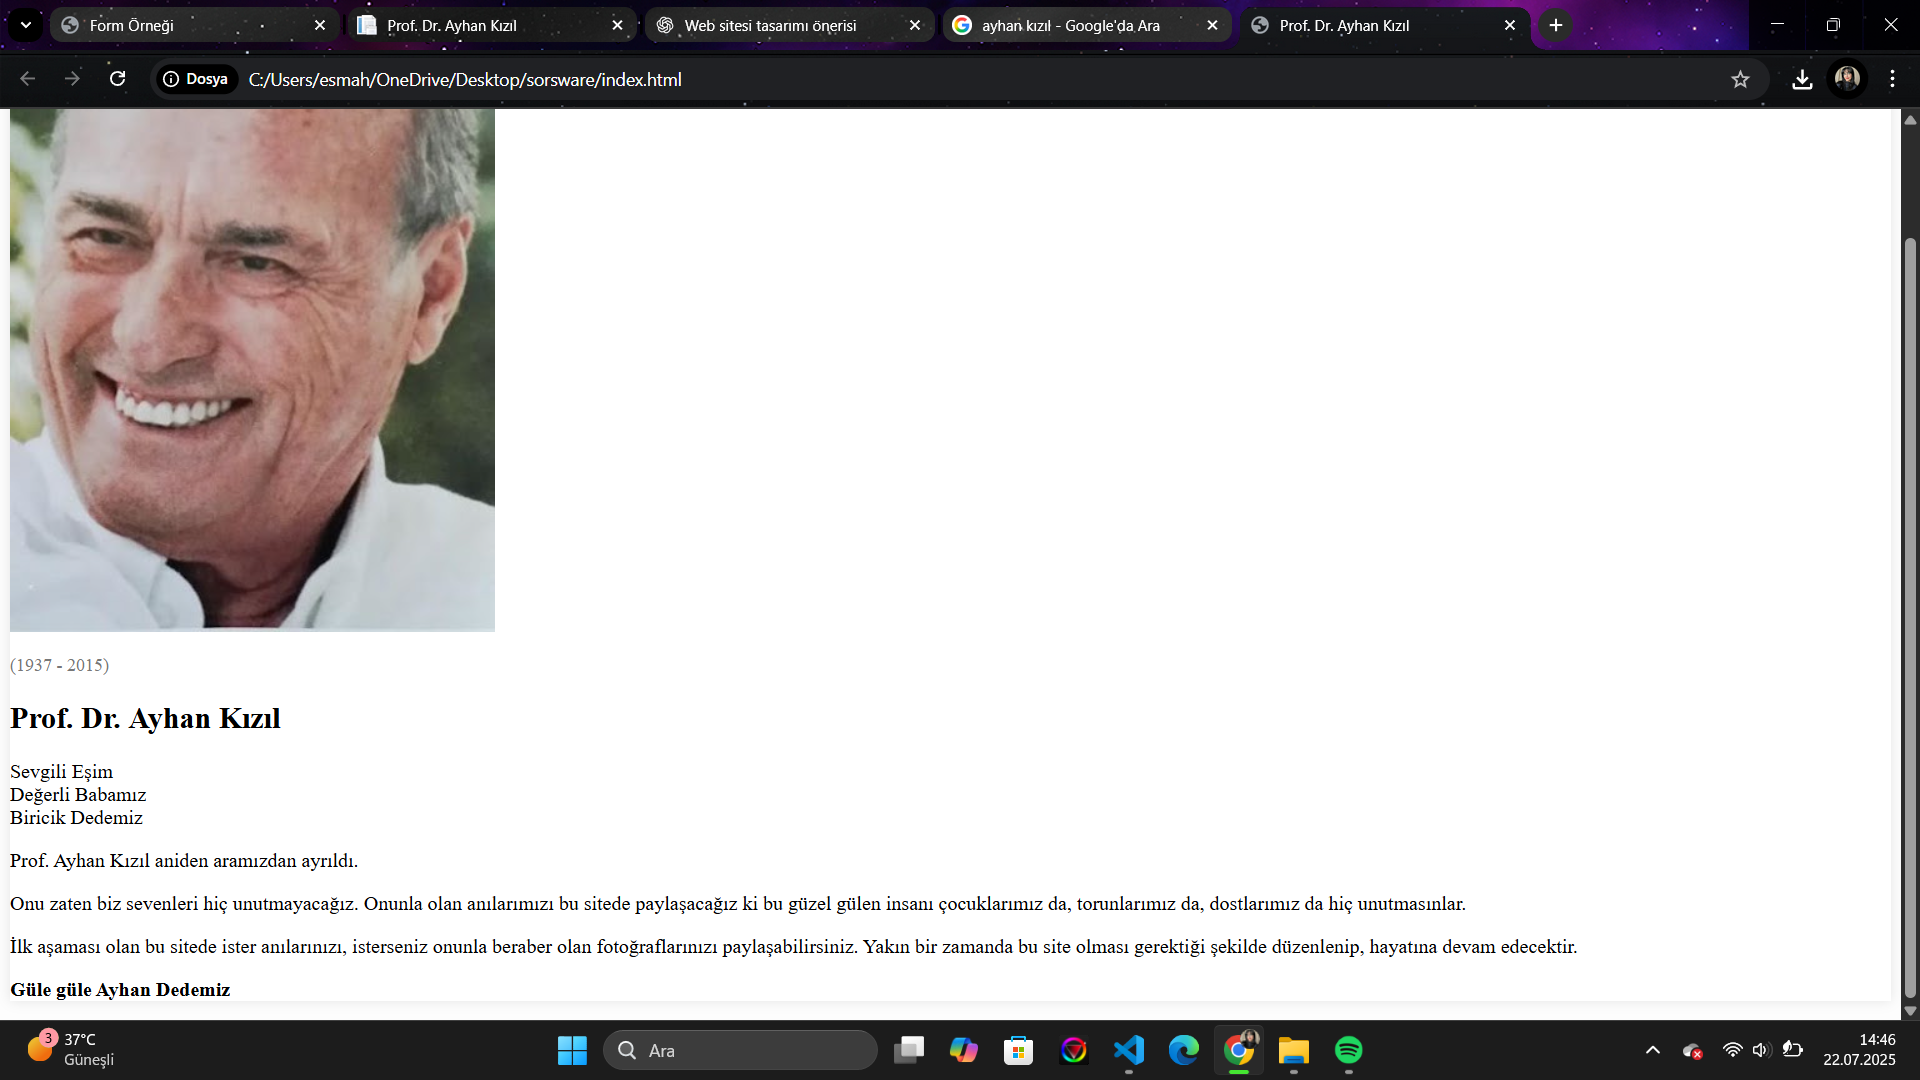 Form Örneği
Prof. Dr. Ayhan Kızıl
Web sitesi tasarımı önerisi
ayhan kızıl - Google'da Ara
Prof. Dr. Ayhan Kızıl
Dosya
C:/Users/esmah/OneDrive/Desktop/sorsware/index.html
(1937 - 2015)
Prof. Dr. Ayhan Kızıl
Sevgili Eşim
Değerli Babamız
Biricik Dedemiz
Prof. Ayhan Kızıl aniden aramızdan ayrıldı.
Onu zaten biz sevenleri hiç unutmayacağız. Onunla olan anılarımızı bu sitede paylaşacağız ki bu güzel gülen insanı çocuklarımız da, torunlarımız da, dostlarımız da hiç unutmasınlar.
İlk aşaması olan bu sitede ister anılarınızı, isterseniz onunla beraber olan fotoğraflarınızı paylaşabilirsiniz. Yakın bir zamanda bu site olması gerektiği şekilde düzenlenip, hayatına devam edecektir.
Güle güle Ayhan Dedemiz
3
37°C
Güneşli
Ara
14:46
22.07.2025